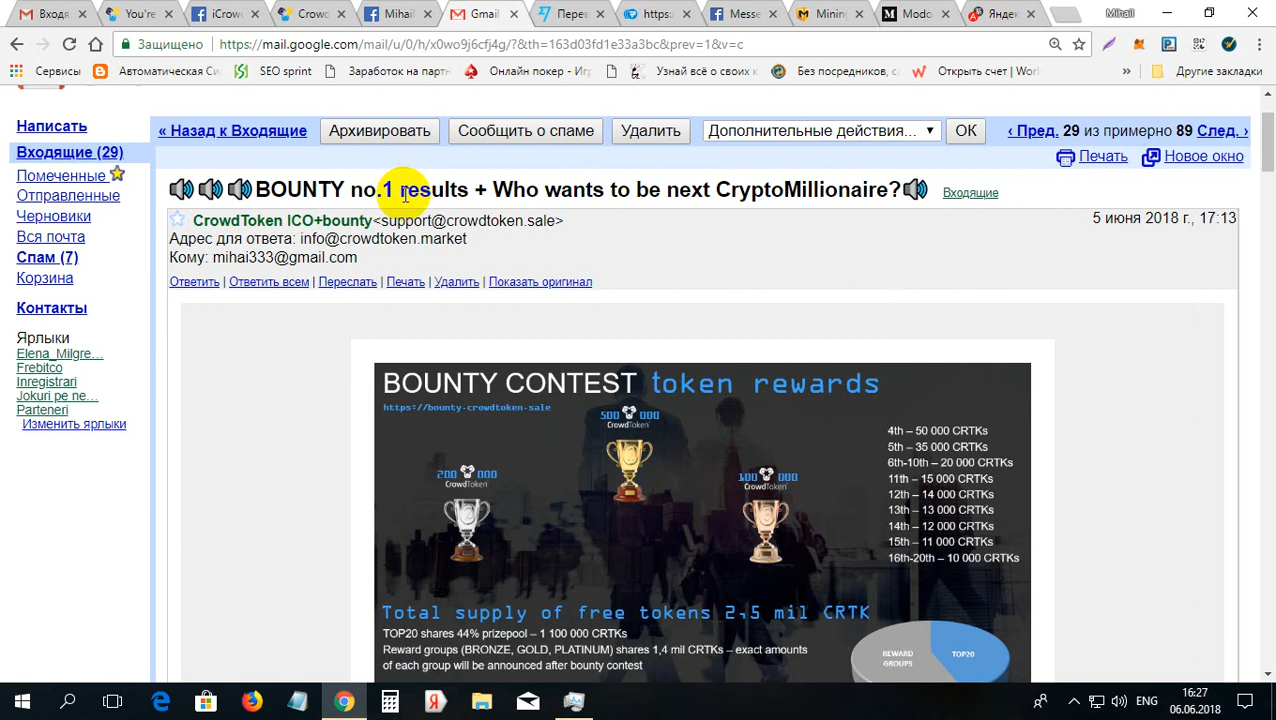 Входя
You're
iCrow
Crowd
Mihail
Gmail
Перев
https:
Messe
Mining
Modo
Яндек
Mihail
Защищено
https://mail.google.com/mail/u/0/h/x0wo9j6cfj4g/?&th=163d03fd1e33a3bc&prev=1&v=c
Сервисы
Автоматическая Си
SEO sprint
Заработок на партн
Онлайн покер - Игр
Узнай всё о своих к
Без посредников, са
Открыть счет | Worl
»
Другие закладки
Написать
Входящие (29)
Помеченные
Отправленные
Черновики
Вся почта
Спам (7)
Корзина
Контакты
Ярлыки
Elena_Milgre…
Frebitco
Inregistrari
Jokuri pe ne…
Parteneri
Изменить ярлыки
« Назад к Входящие
Архивировать
Сообщить о спаме
Удалить
Дополнительные действия...
ОК
‹ Пред. 29 из примерно 89 След. ›
Печать
Новое окно
BOUNTY no.1 results + Who wants to be next CryptoMillionaire?
Входящие
CrowdToken ICO+bounty<support@crowdtoken.sale>
5 июня 2018 г., 17:13
Адрес для ответа: info@crowdtoken.market
Кому: mihai333@gmail.com
Ответить | Ответить всем | Переслать | Печать | Удалить | Показать оригинал
BOUNTY CONTEST token rewards
https://bounty-crowdtoken-sale
500 000
CrowdToken
200 000
CrowdToken
100 000
CrowdToken
4th – 50 000 CRTKs
5th – 35 000 CRTKs
6th-10th – 20 000 CRTKs
11th – 15 000 CRTKs
12th – 14 000 CRTKs
13th – 13 000 CRTKs
14th – 12 000 CRTKs
15th – 11 000 CRTKs
16th-20th – 10 000 CRTKs
Total supply of free tokens 2,5 mil CRTK
TOP20 shares 44% prizepool – 1 100 000 CRTKs
Reward groups (BRONZE, GOLD, PLATINUM) shares 1,4 mil CRTKs – exact amounts
of each group will be announced after bounty contest
REWARD
GROUPS
TOP20
ENG
16:27
06.06.2018